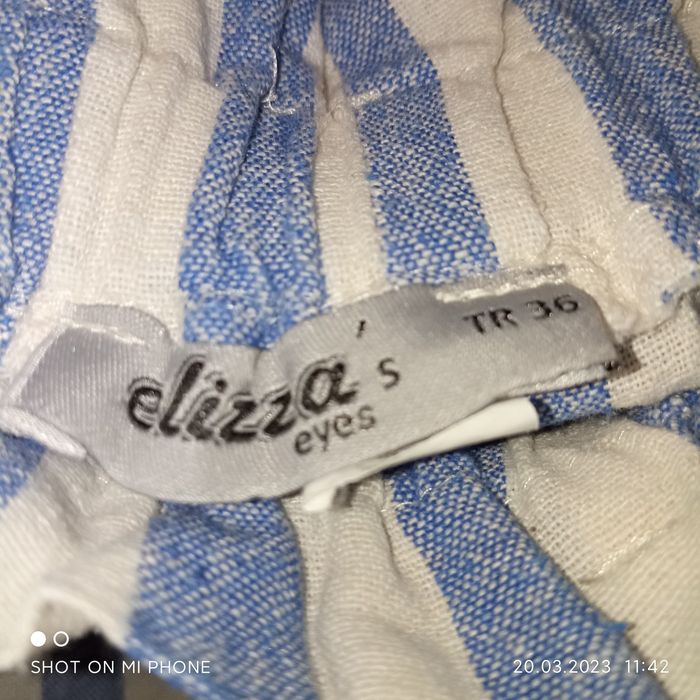 TR 36
elizza's
eyes
SHOT ON MI PHONE
20.03.2023 11:42